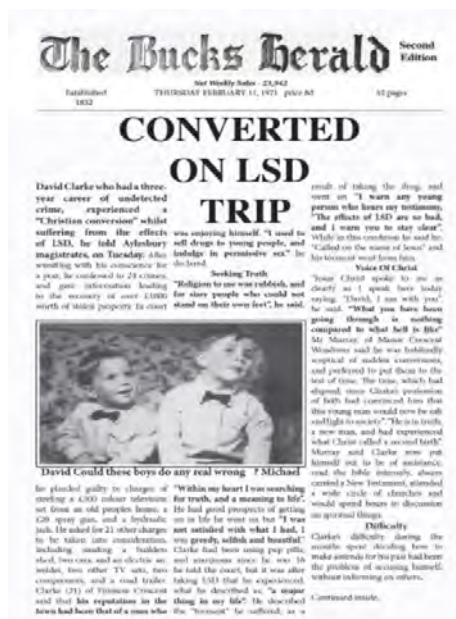 The Bucks Herald
Second
Edition
Net Weekly Sales - 23,942
Established
1832
THURSDAY FEBRUARY 11, 1971 price 8d
32 pages
CONVERTED
ON LSD
TRIP
David Clarke who had a three-
year career of undetected
crime, experienced a
"Christian conversion" whilst
suffering from the effects
of LSD, he told Aylesbury
magistrates, on Tuesday. After
wrestling with his conscience for
a year, he confessed to 24 crimes,
and gave information leading
to the recovery of over £1000
worth of stolen property. In court
David Could these boys do any real wrong ? Michael
he pleaded guilty to charges of
steeling a £300 colour television
set from an old peoples home, a
£28 spray gun, and a hydraulic
jack. He asked for 21 other charges
to be taken into consideration,
including stealing a builders
shed, two cars, and an electric
welder, two other TV sets, two
compressors, and a road trailer.
Clarke (21) of Finmere Crescent
said that his reputation in the
town had been that of a man who
was enjoying himself. "I used to
sell drugs to young people, and
indulge in permissive sex" he
declared.
Seeking Truth
"Religion to me was rubbish, and
for sissy people who could not
stand on their own feet", he said.
"Within my heart I was searching
for truth, and a meaning to life".
He had good prospects of getting
on in life he went on but "I was
not satisfied with what I had, I
was greedy, selfish and boastful"
Clarke had been using pep pills,
and marijuana since he was 16
he told the court, but it was after
taking LSD that he experienced,
what he described as, "a major
thing in my life". He described
the "torment" he suffered, as a
result of taking the drug, and
went on "I warn any young
person who hears my testimony,
"The effects of LSD are so bad,
and I warn you to stay clear".
While in this condition he said he
"Called on the name of Jesus" and
his torment went from him.
Voice Of Christ
"Jesus Christ spoke to me as
clearly as I speak here today
saying, "David, I am with you",
he said. "What you have been
going through is nothing
compared to what hell is like"
Mr Murray, of Manor Crescent
Wendover said he was habitually
sceptical of sudden conversions,
and preferred to put them to the
test of time. The time, which had
elapsed, since Clarke's profession
of faith had convinced him that
this young man would now be salt
and light to society". "He is in truth,
a new man, and had experienced
what Christ called a second birth".
Murray said Clarke now put
himself out to be of assistance,
read the bible intensely, always
carried a New Testament, attended
a wide circle of churches and
would spend hours in discussion
on spiritual things.
Difficulty
Clarke's difficulty during the
months spent deciding how to
make amends for his past had been
the problem of accusing himself,
without informing on others.
Continued inside.